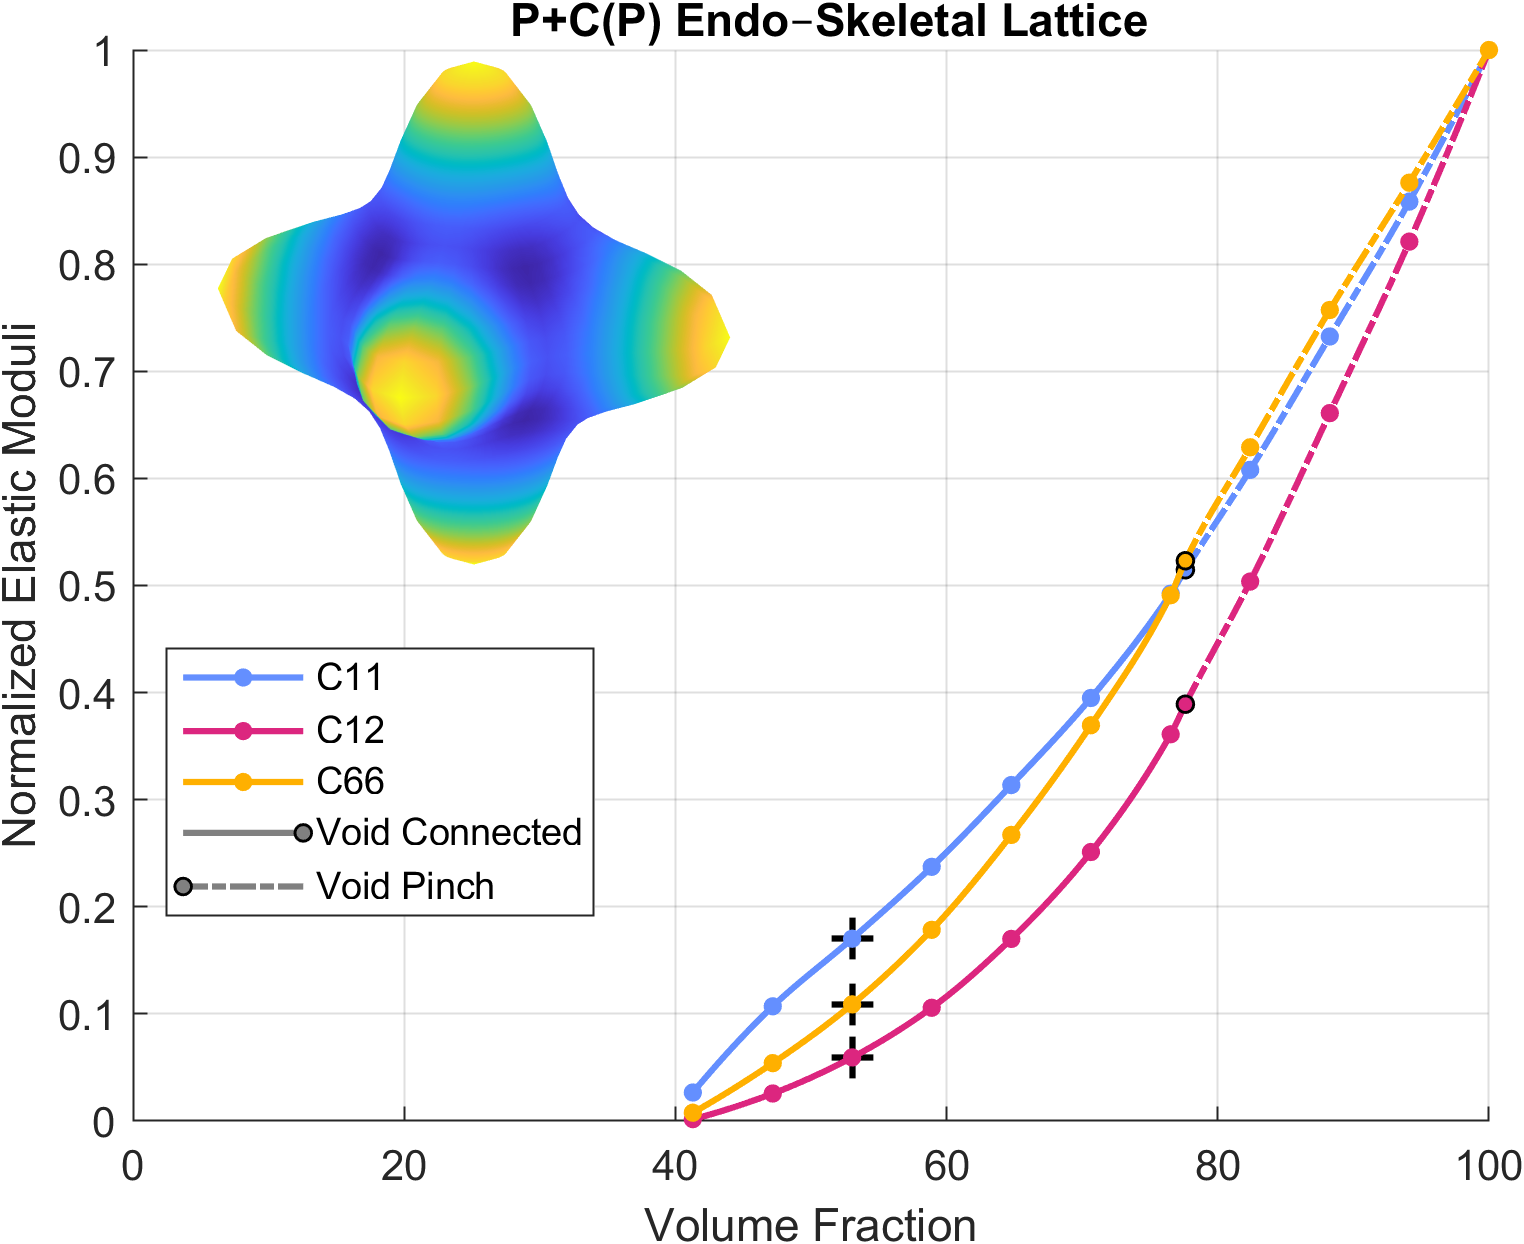 P+C(P) Endo−Skeletal Lattice
Normalized Elastic Moduli
1
0.9
0.8
0.7
0.6
0.5
0.4
0.3
0.2
0.1
0
C11
C12
C66
Void Connected
Void Pinch
0 20 40 60 80 100
Volume Fraction